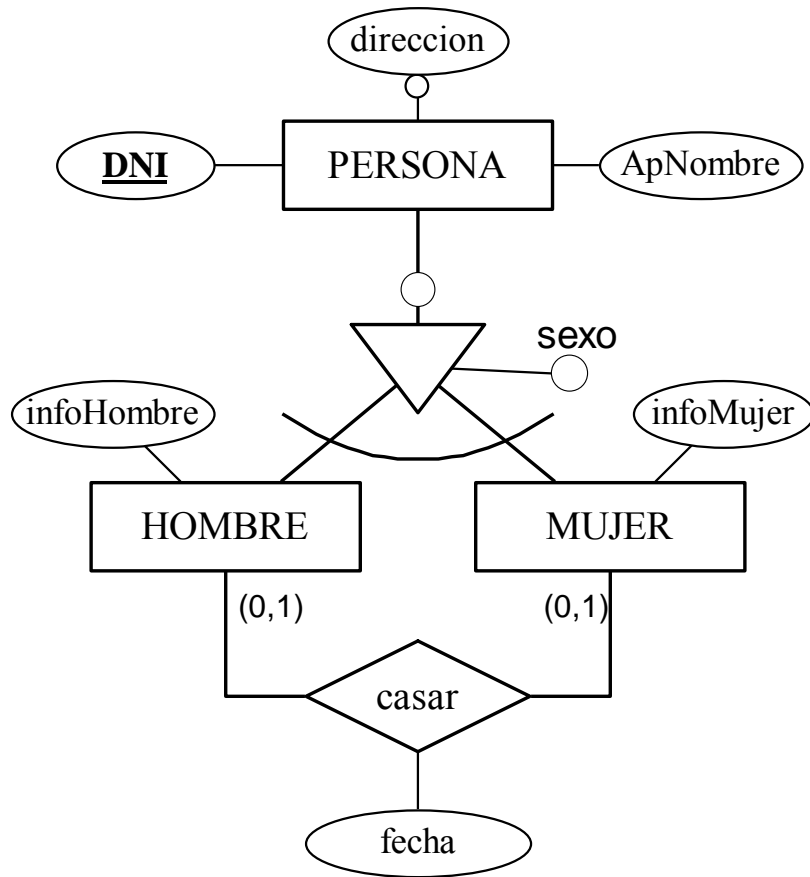 direccion
DNI
PERSONA
ApNombre
sexo
infoHombre
infoMujer
HOMBRE
MUJER
(0,1)
(0,1)
casar
fecha